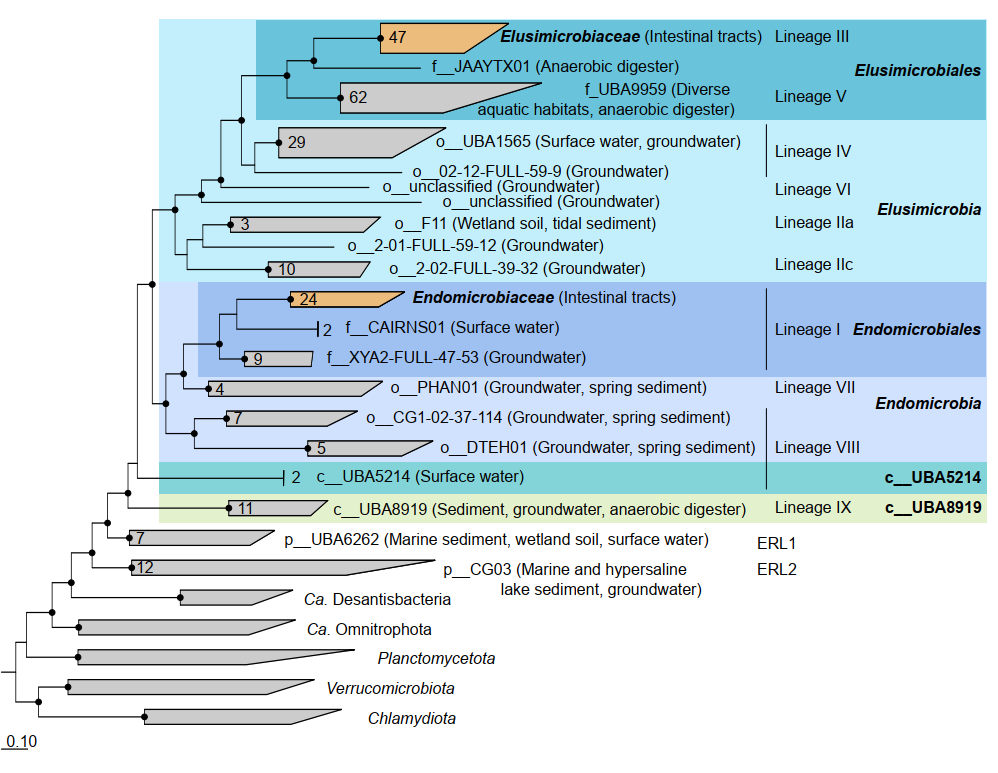 47 Elusimicrobiaceae (Intestinal tracts) Lineage III
f__JAAYTX01 (Anaerobic digester) Elusimicrobiales
62 f_UBA9959 (Diverse Lineage V
aquatic habitats, anaerobic digester)
29 o__UBA1565 (Surface water, groundwater) Lineage IV
o__02-12-FULL-59-9 (Groundwater)
o__unclassified (Groundwater) Lineage VI
o__unclassified (Groundwater) Elusimicrobia
3 o__F11 (Wetland soil, tidal sediment) Lineage IIa
o__2-01-FULL-59-12 (Groundwater)
10 o__2-02-FULL-39-32 (Groundwater) Lineage IIc
24 Endomicrobiaceae (Intestinal tracts)
2 f__CAIRNS01 (Surface water) Lineage I Endomicrobiales
9 f__XYA2-FULL-47-53 (Groundwater)
4 o__PHAN01 (Groundwater, spring sediment) Lineage VII
Endomicrobia
7 o__CG1-02-37-114 (Groundwater, spring sediment)
5 o__DTEH01 (Groundwater, spring sediment) Lineage VIII
2 c__UBA5214 (Surface water) c__UBA5214
11 c__UBA8919 (Sediment, groundwater, anaerobic digester) Lineage IX c__UBA8919
7 p__UBA6262 (Marine sediment, wetland soil, surface water) ERL1
12 p__CG03 (Marine and hypersaline ERL2
lake sediment, groundwater)
Ca. Desantisbacteria
Ca. Omnitrophota
Planctomycetota
Verrucomicrobiota
Chlamydiota
0.10